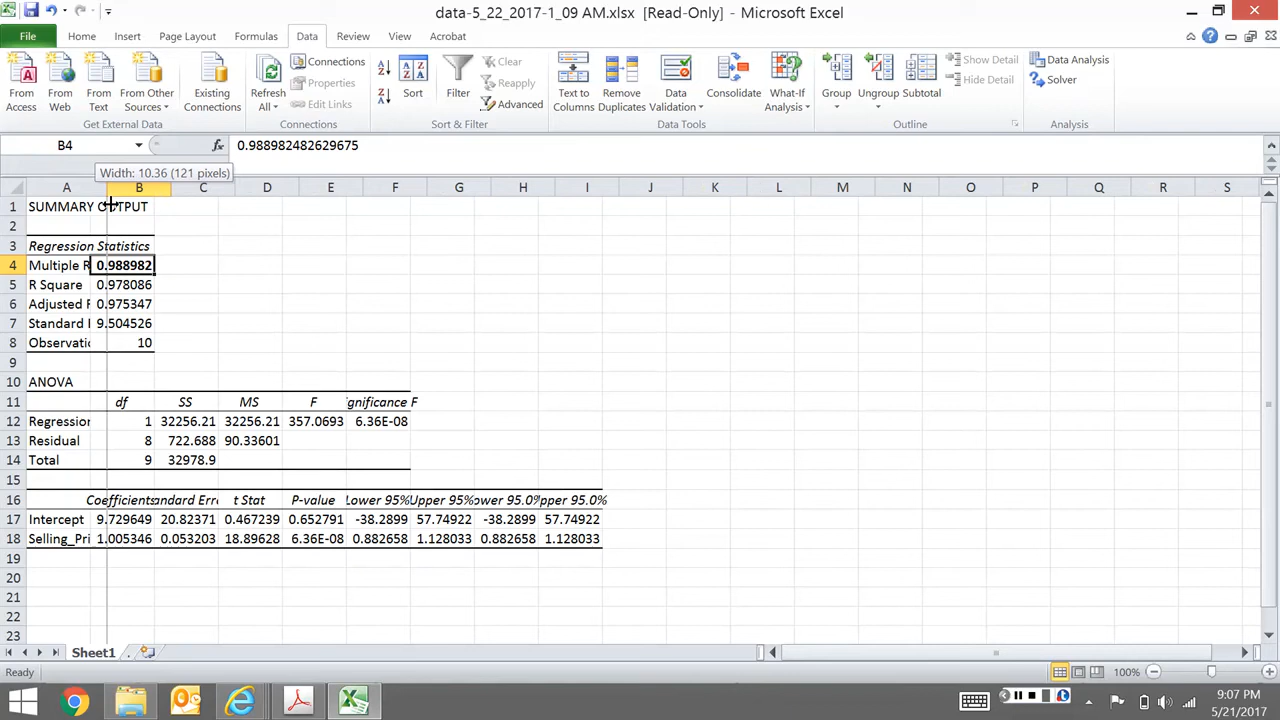 data-5_22_2017-1_09 AM.xlsx [Read-Only] - Microsoft Excel
File Home Insert Page Layout Formulas Data Review View Acrobat
From Access
From Web
From Text
From Other Sources
Existing Connections
Get External Data
Refresh All
Connections
Properties
Edit Links
Connections
Sort
Filter
Clear
Reapply
Advanced
Sort & Filter
Text to Columns
Remove Duplicates
Data Validation
Consolidate
What-If Analysis
Data Tools
Group
Ungroup
Subtotal
Show Detail
Hide Detail
Outline
Data Analysis
Solver
Analysis
B4 fx 0.988982482629675
Width: 10.36 (121 pixels)
A B C D E F G H I J K L M N O P Q R S
1 SUMMARY OUTPUT
2
3 Regression Statistics
4 Multiple R 0.988982
5 R Square 0.978086
6 Adjusted R 0.975347
7 Standard E 9.504526
8 Observatio 10
9
10 ANOVA
11 df SS MS F ignificance F
12 Regression 1 32256.21 32256.21 357.0693 6.36E-08
13 Residual 8 722.688 90.33601
14 Total 9 32978.9
15
16 Coefficients andard Erro t Stat P-value Lower 95% Upper 95% ower 95.0% pper 95.0%
17 Intercept 9.729649 20.82371 0.467239 0.652791 -38.2899 57.74922 -38.2899 57.74922
18 Selling_Pri 1.005346 0.053203 18.89628 6.36E-08 0.882658 1.128033 0.882658 1.128033
19
20
21
22
23
Sheet1
Ready 100%
9:07 PM
5/21/2017